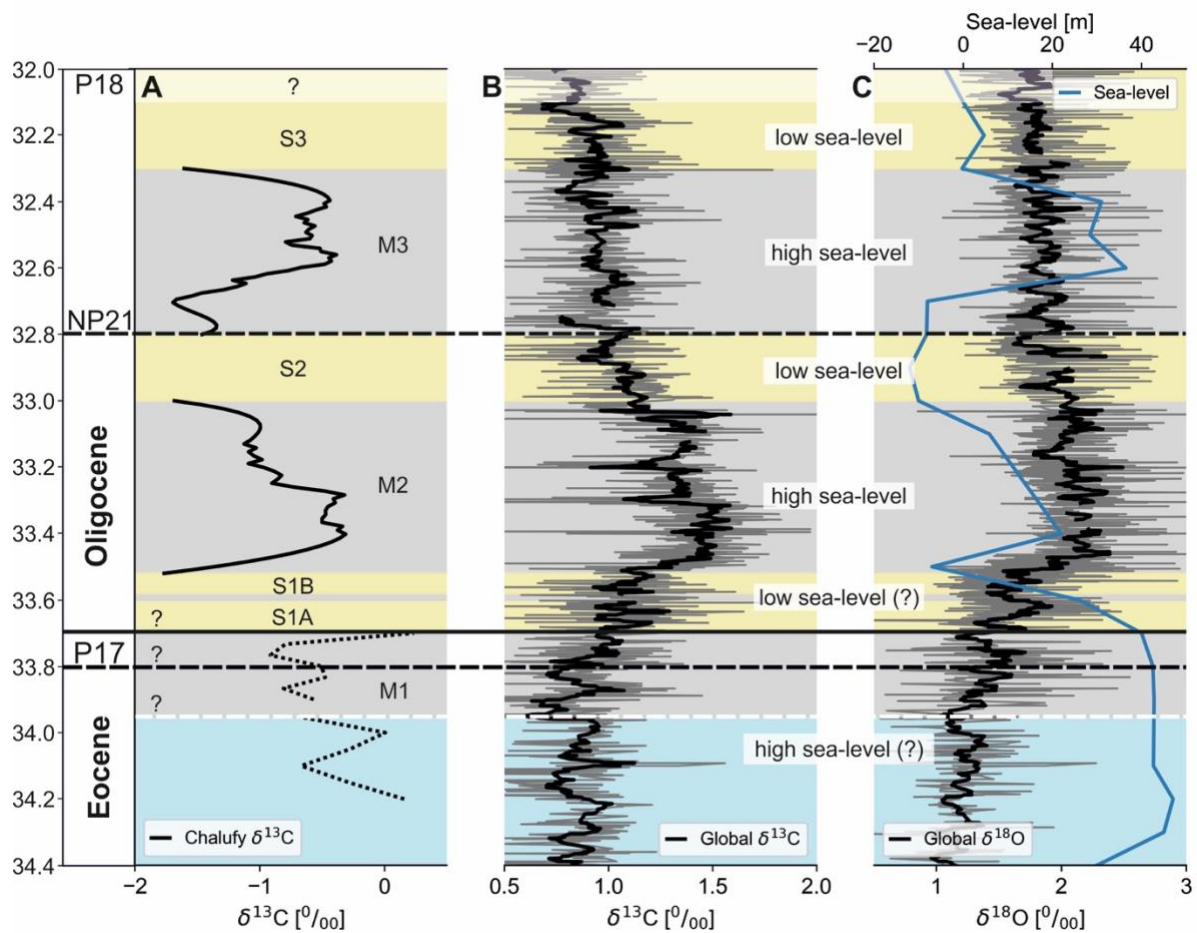 Sea-level [m]
−20 0 20 40
32.0
32.2
32.4
32.6
32.8
33.0
33.2
33.4
33.6
33.8
34.0
34.2
34.4
P18
NP21
Oligocene
P17
Eocene
A
?
S3
M3
S2
M2
S1B
? S1A
?
M1
?
Chalufy δ¹³C
−2 −1 0
δ¹³C [⁰/₀₀]
B
Global δ¹³C
0.5 1.0 1.5 2.0
δ¹³C [⁰/₀₀]
low sea-level
high sea-level
low sea-level
high sea-level
low sea-level (?)
high sea-level (?)
C
Sea-level
Global δ¹⁸O
1 2 3
δ¹⁸O [⁰/₀₀]